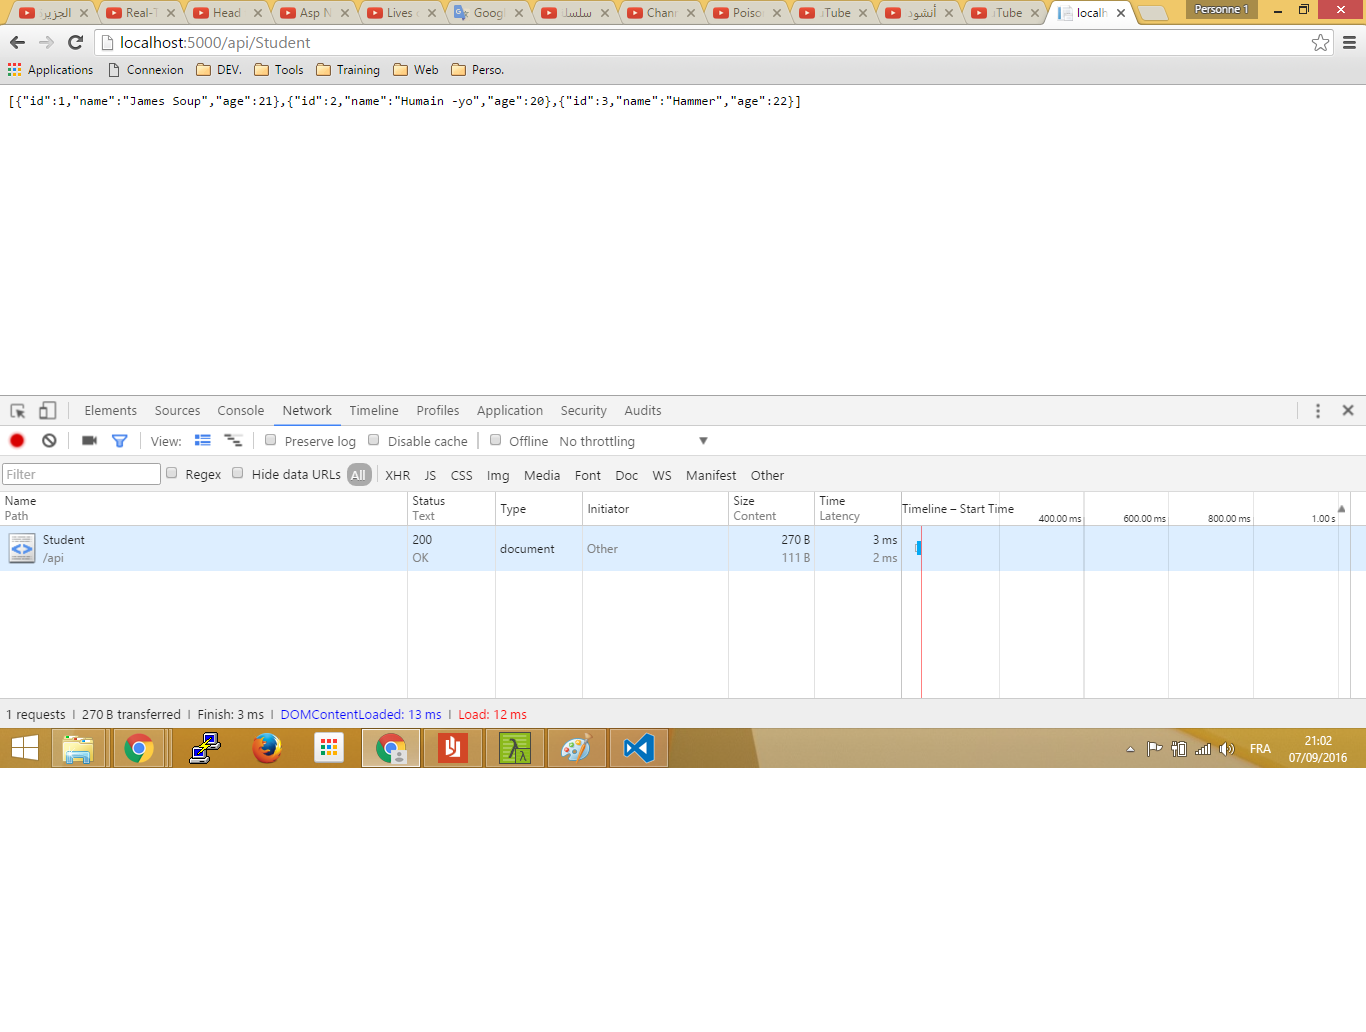 الجزير Real-T Head Asp N Lives Googl سلسلة Chann Poiso uTube أنشود uTube localh Personne 1
localhost:5000/api/Student
Applications Connexion DEV. Tools Training Web Perso.
[{"id":1,"name":"James Soup","age":21},{"id":2,"name":"Humain -yo","age":20},{"id":3,"name":"Hammer","age":22}]
Elements Sources Console Network Timeline Profiles Application Security Audits
View: Preserve log Disable cache Offline No throttling
Filter Regex Hide data URLs All XHR JS CSS Img Media Font Doc WS Manifest Other
Name Status Type Initiator Size Time Timeline – Start Time
Path Text Content Latency 400.00 ms 600.00 ms 800.00 ms 1.00 s
Student 200 document Other 270 B 3 ms
/api OK 111 B 2 ms
1 requests I 270 B transferred I Finish: 3 ms I DOMContentLoaded: 13 ms I Load: 12 ms
FRA 21:02
07/09/2016